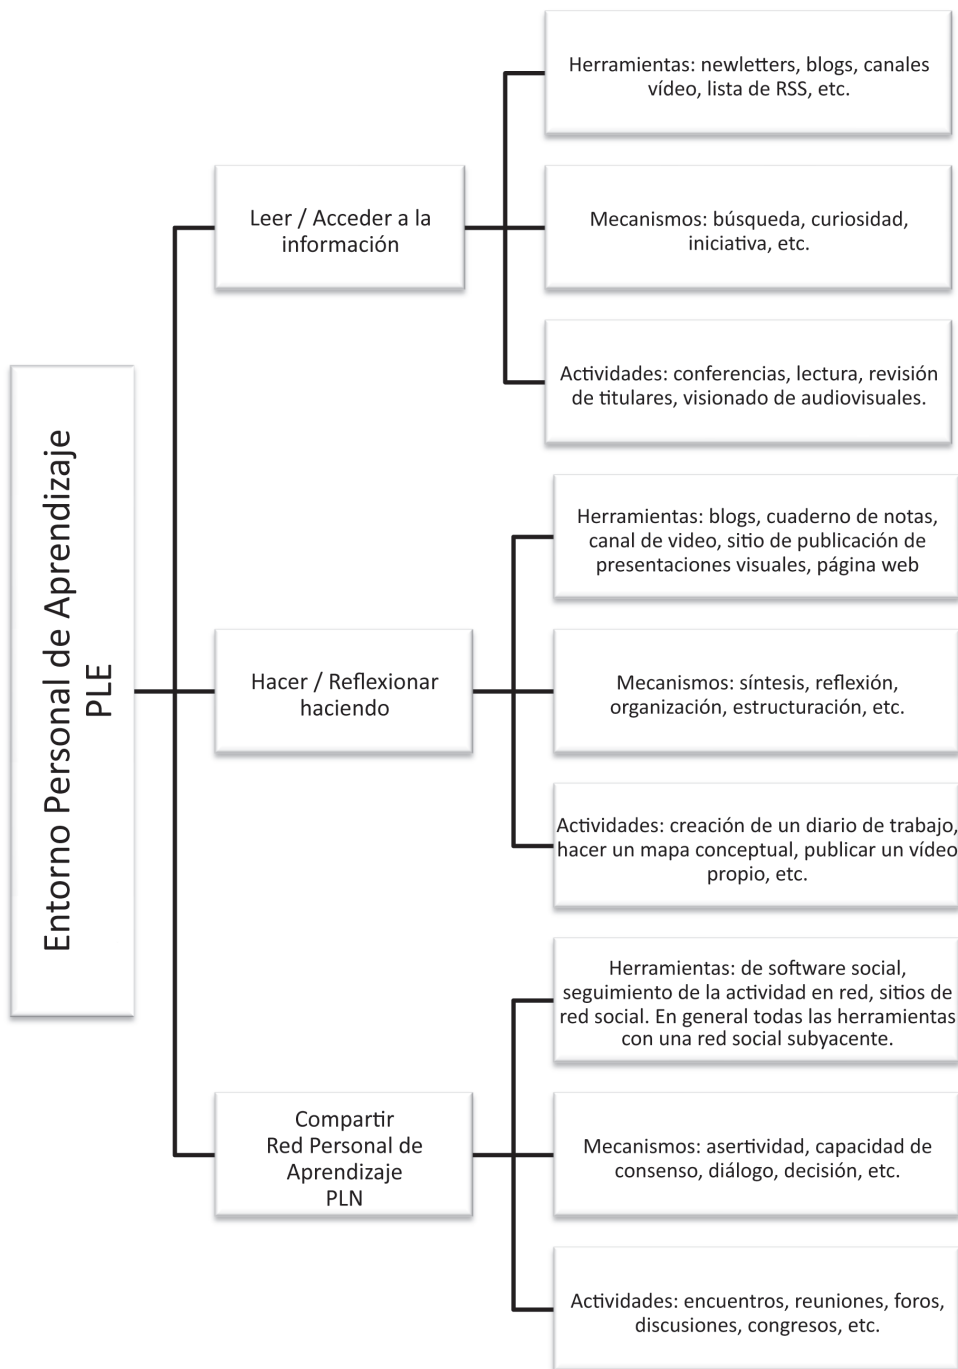 Entorno Personal de Aprendizaje
PLE
Leer / Acceder a la
información
Herramientas: newletters, blogs, canales
vídeo, lista de RSS, etc.
Mecanismos: búsqueda, curiosidad,
iniciativa, etc.
Actividades: conferencias, lectura, revisión
de titulares, visionado de audiovisuales.
Hacer / Reflexionar
haciendo
Herramientas: blogs, cuaderno de notas,
canal de video, sitio de publicación de
presentaciones visuales, página web
Mecanismos: síntesis, reflexión,
organización, estructuración, etc.
Actividades: creación de un diario de trabajo,
hacer un mapa conceptual, publicar un vídeo
propio, etc.
Compartir
Red Personal de
Aprendizaje
PLN
Herramientas: de software social,
seguimiento de la actividad en red, sitios de
red social. En general todas las herramientas
con una red social subyacente.
Mecanismos: asertividad, capacidad de
consenso, diálogo, decisión, etc.
Actividades: encuentros, reuniones, foros,
discusiones, congresos, etc.